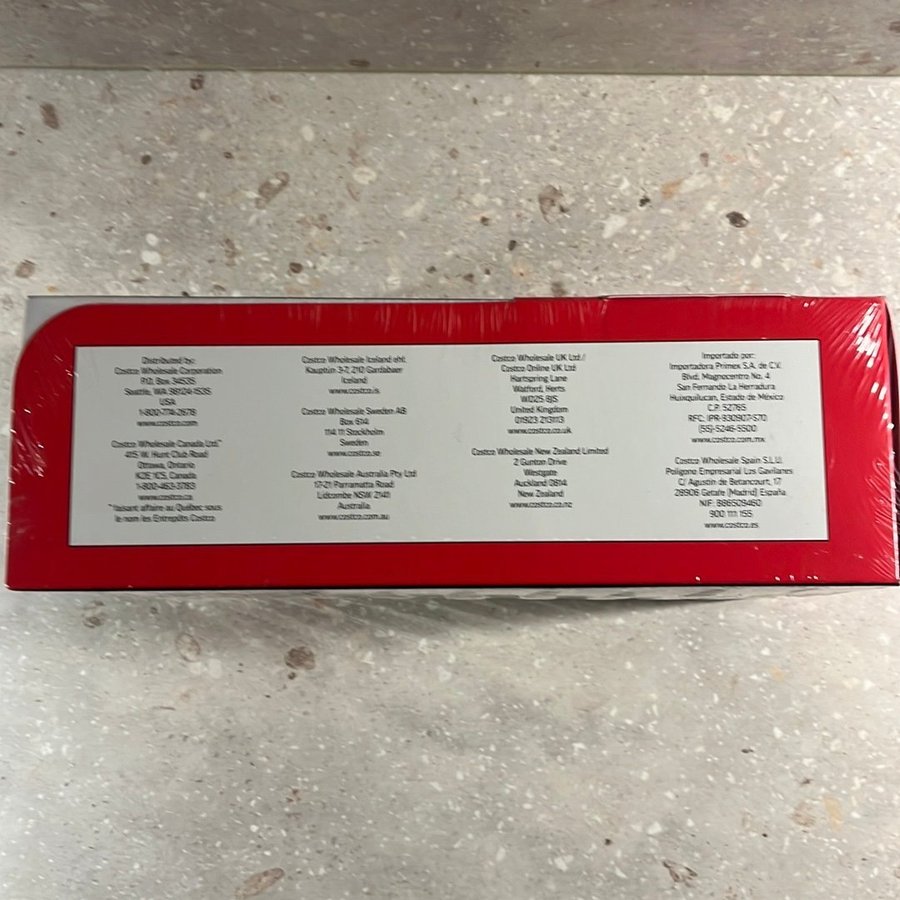 Distributed by:
Costco Wholesale Corporation
P.O. Box 34535
Seattle, WA 98124-1535
USA
1-800-774-2678
www.costco.com
Costco Wholesale Canada Ltd.*
415 W. Hunt Club Road
Ottawa, Ontario
K2E 1C5, Canada
1-800-463-3783
www.costco.ca
*faisant affaire au Québec sous
le nom les Entrepôts Costco
Costco Wholesale Iceland ehf.
Kauptún 3-7, 210 Gardabaer
Iceland
www.costco.is
Costco Wholesale Sweden AB
Box 614
114 11 Stockholm
Sweden
www.costco.se
Costco Wholesale Australia Pty Ltd
17-21 Parramatta Road
Lidcombe NSW 2141
Australia
www.costco.com.au
Costco Wholesale UK Ltd /
Costco Online UK Ltd
Hartspring Lane
Watford, Herts
WD25 8JS
United Kingdom
01923 213113
www.costco.co.uk
Costco Wholesale New Zealand Limited
2 Gunton Drive
Westgate
Auckland 0814
New Zealand
www.costco.co.nz
Importado por:
Importadora Primex S.A. de C.V.
Blvd. Magnocentro No. 4
San Fernando La Herradura
Huixquilucan, Estado de México
C.P. 52765
RFC: IPR-930907-S70
(55)-5246-5500
www.costco.com.mx
Costco Wholesale Spain S.L.U.
Polígono Empresarial Los Gavilanes
C/ Agustín de Betancourt, 17
28906 Getafe (Madrid) España
NIF: B86509460
900 111 155
www.costco.es